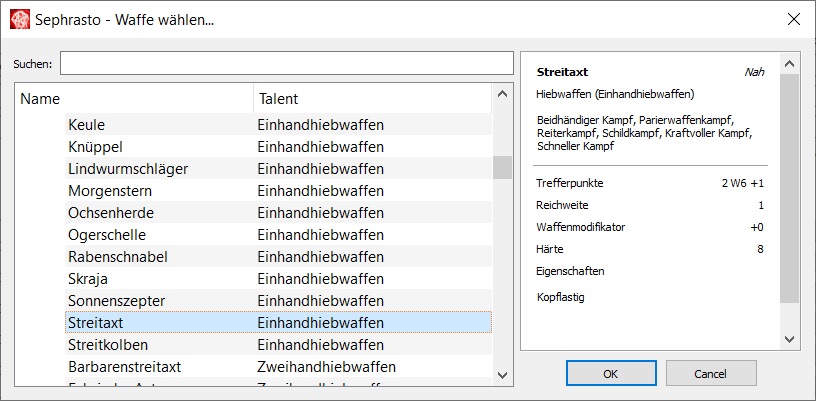 Sephrasto - Waffe wählen...
Suchen:
Name Talent
Keule Einhandhiebwaffen
Knüppel Einhandhiebwaffen
Lindwurmschläger Einhandhiebwaffen
Morgenstern Einhandhiebwaffen
Ochsenherde Einhandhiebwaffen
Ogerschelle Einhandhiebwaffen
Rabenschnabel Einhandhiebwaffen
Skraja Einhandhiebwaffen
Sonnenszepter Einhandhiebwaffen
Streitaxt Einhandhiebwaffen
Streitkolben Einhandhiebwaffen
Barbarenstreitaxt Zweihandhiebwaffen
Streitaxt Nah
Hiebwaffen (Einhandhiebwaffen)
Beidhändiger Kampf, Parierwaffenkampf,
Reiterkampf, Schildkampf, Kraftvoller Kampf,
Schneller Kampf
Trefferpunkte 2 W6 +1
Reichweite 1
Waffenmodifikator +0
Härte 8
Eigenschaften
Kopflastig
OK Cancel